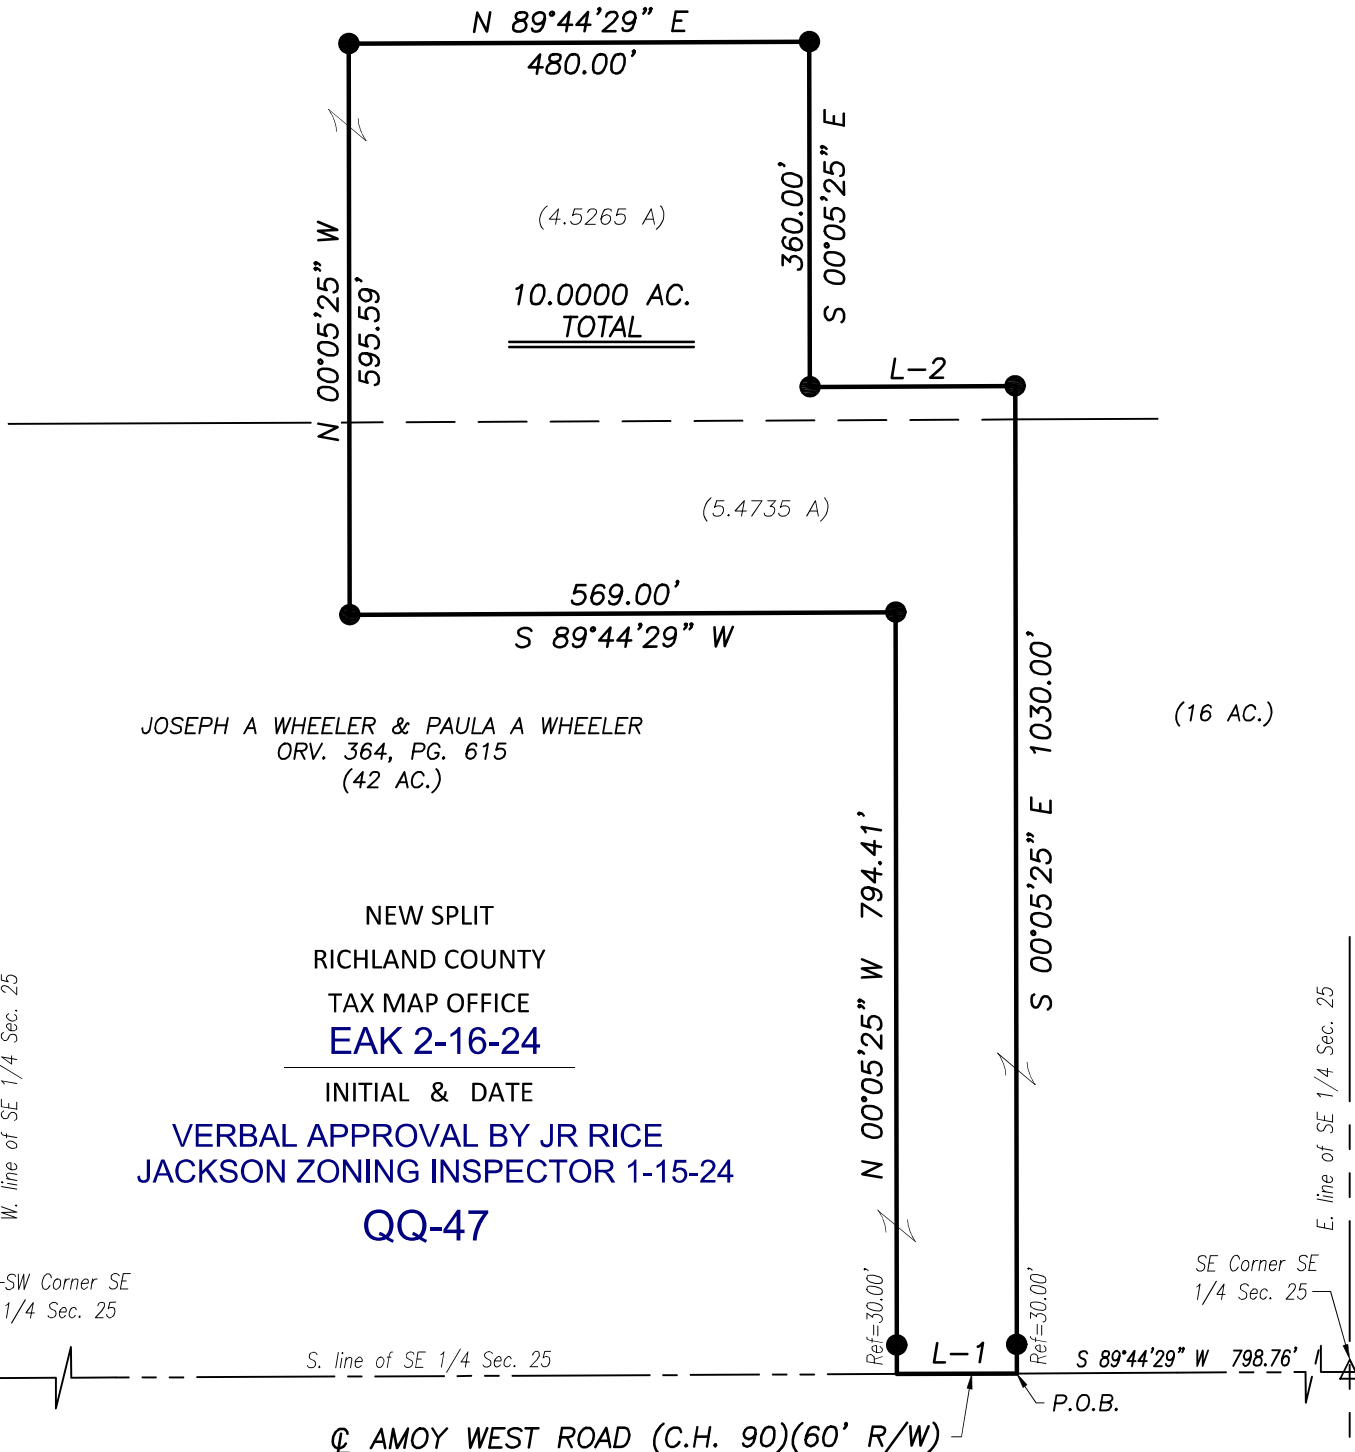 N 89°44'29" E
480.00'
N 00°05'25" W
595.59'
360.00'
S 00°05'25" E
(4.5265 A)
10.0000 AC.
TOTAL
L-2
(5.4735 A)
569.00'
S 89°44'29" W
N 00°05'25" W 794.41'
S 00°05'25" E 1030.00'
(16 AC.)
JOSEPH A WHEELER & PAULA A WHEELER
ORV. 364, PG. 615
(42 AC.)
NEW SPLIT
RICHLAND COUNTY
TAX MAP OFFICE
EAK 2-16-24
INITIAL & DATE
VERBAL APPROVAL BY JR RICE
JACKSON ZONING INSPECTOR 1-15-24
QQ-47
W. line of SE 1/4 Sec. 25
E. line of SE 1/4 Sec. 25
SW Corner SE
1/4 Sec. 25
SE Corner SE
1/4 Sec. 25
S. line of SE 1/4 Sec. 25
Ref=30.00'
L-1
Ref=30.00'
S 89°44'29" W 798.76'
P.O.B.
℄ AMOY WEST ROAD (C.H. 90)(60' R/W)